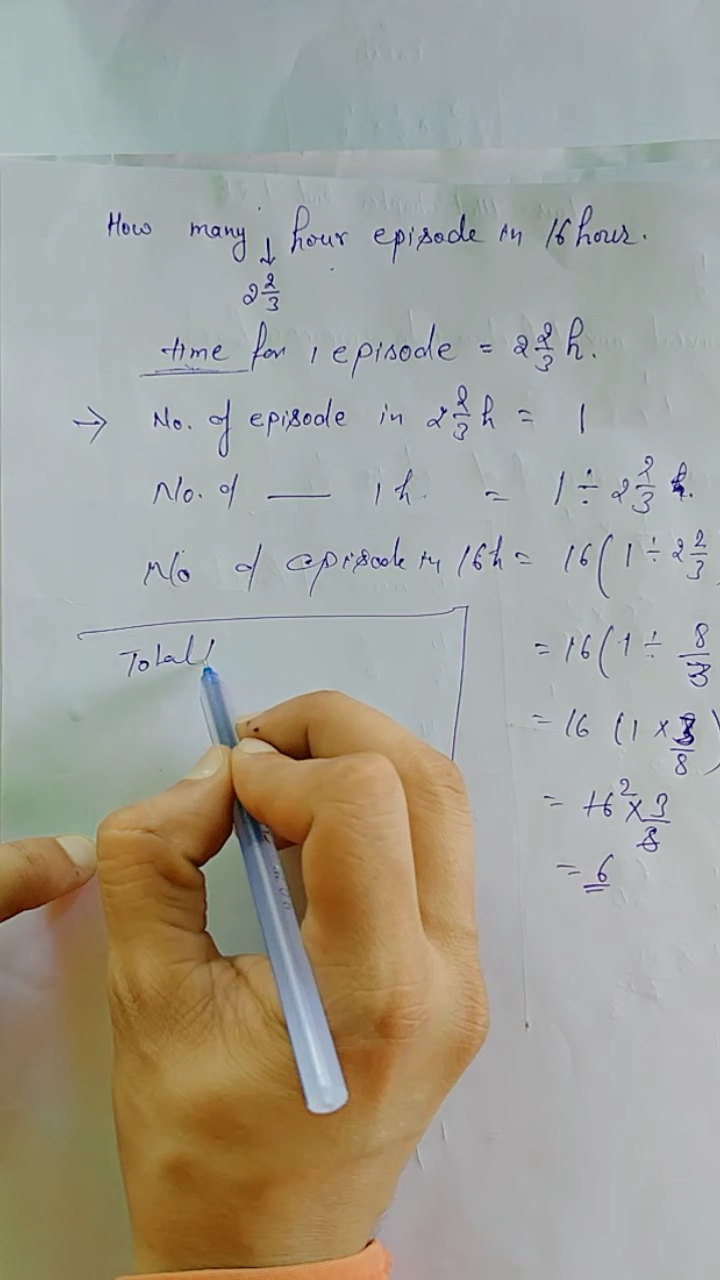 How many ↓ hour episode in 16 hour.
2 2/3
time for 1 episode = 2 2/3 h.
→ No. of episode in 2 2/3 h = 1
No. of — 1 h = 1 ÷ 2 2/3 h.
No of episode in 16h = 16(1 ÷ 2 2/3
= 16(1 ÷ 8/3
= 16 (1 × 3/8)
= 16² × 3/8
= 6
Total